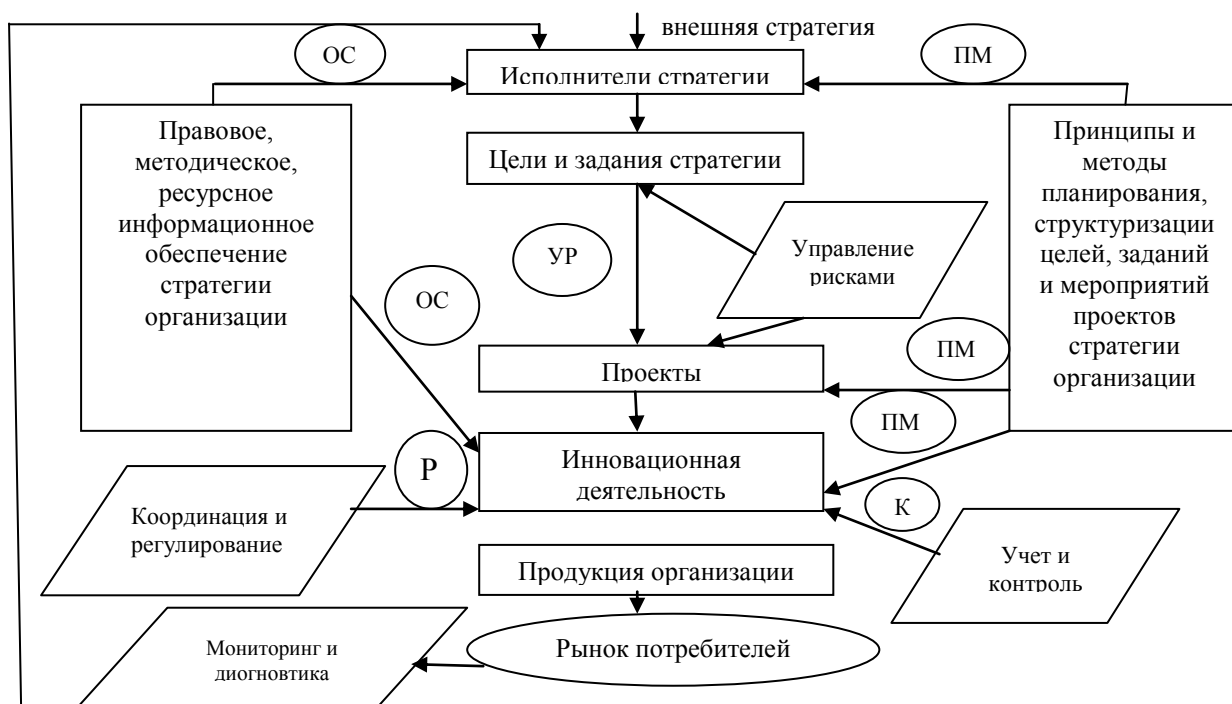 внешняя стратегия
ОС
ПМ
Исполнители стратегии
Правовое,
методическое,
ресурсное
информационное
обеспечение
стратегии
организации
Цели и задания стратегии
Принципы и
методы
планирования,
структуризации
целей, заданий
и мероприятий
проектов
стратегии
организации
УР
Управление
рисками
ОС
ПМ
Проекты
ПМ
Р
Инновационная
деятельность
К
Координация и
регулирование
Учет и
контроль
Продукция организации
Рынок потребителей
Мониторинг и
диогновтика